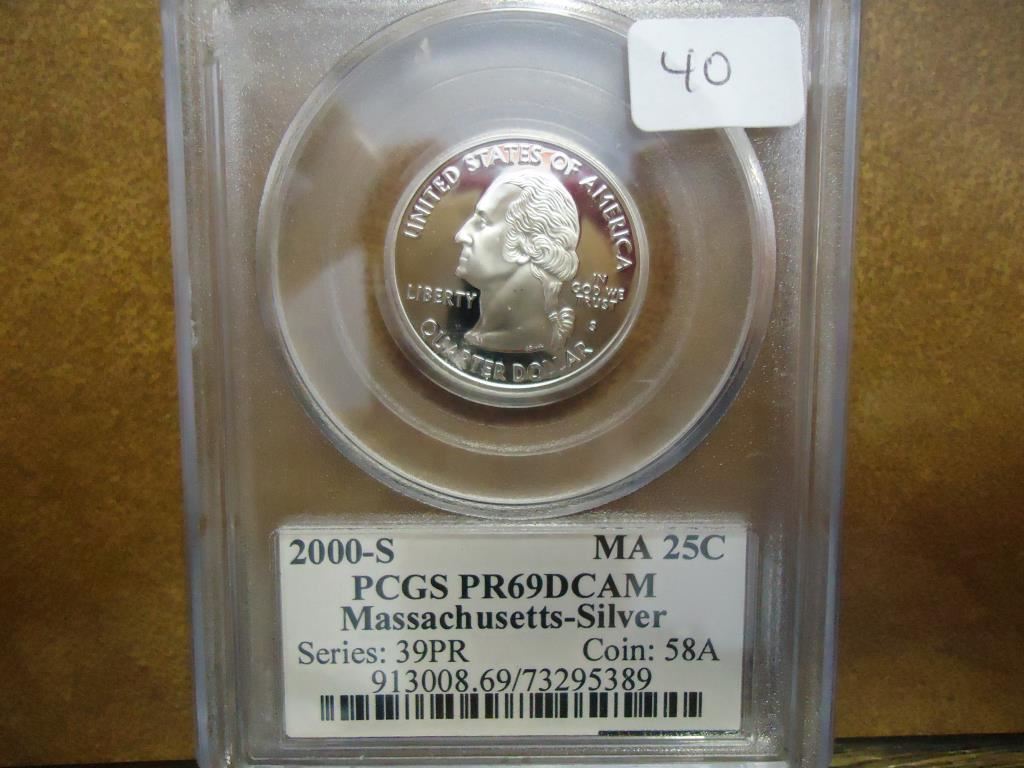 40
UNITED STATES OF AMERICA
LIBERTY
IN
GOD WE
TRUST
S
QUARTER DOLLAR
2000-S MA 25C
PCGS PR69DCAM
Massachusetts-Silver
Series: 39PR Coin: 58A
913008.69/73295389